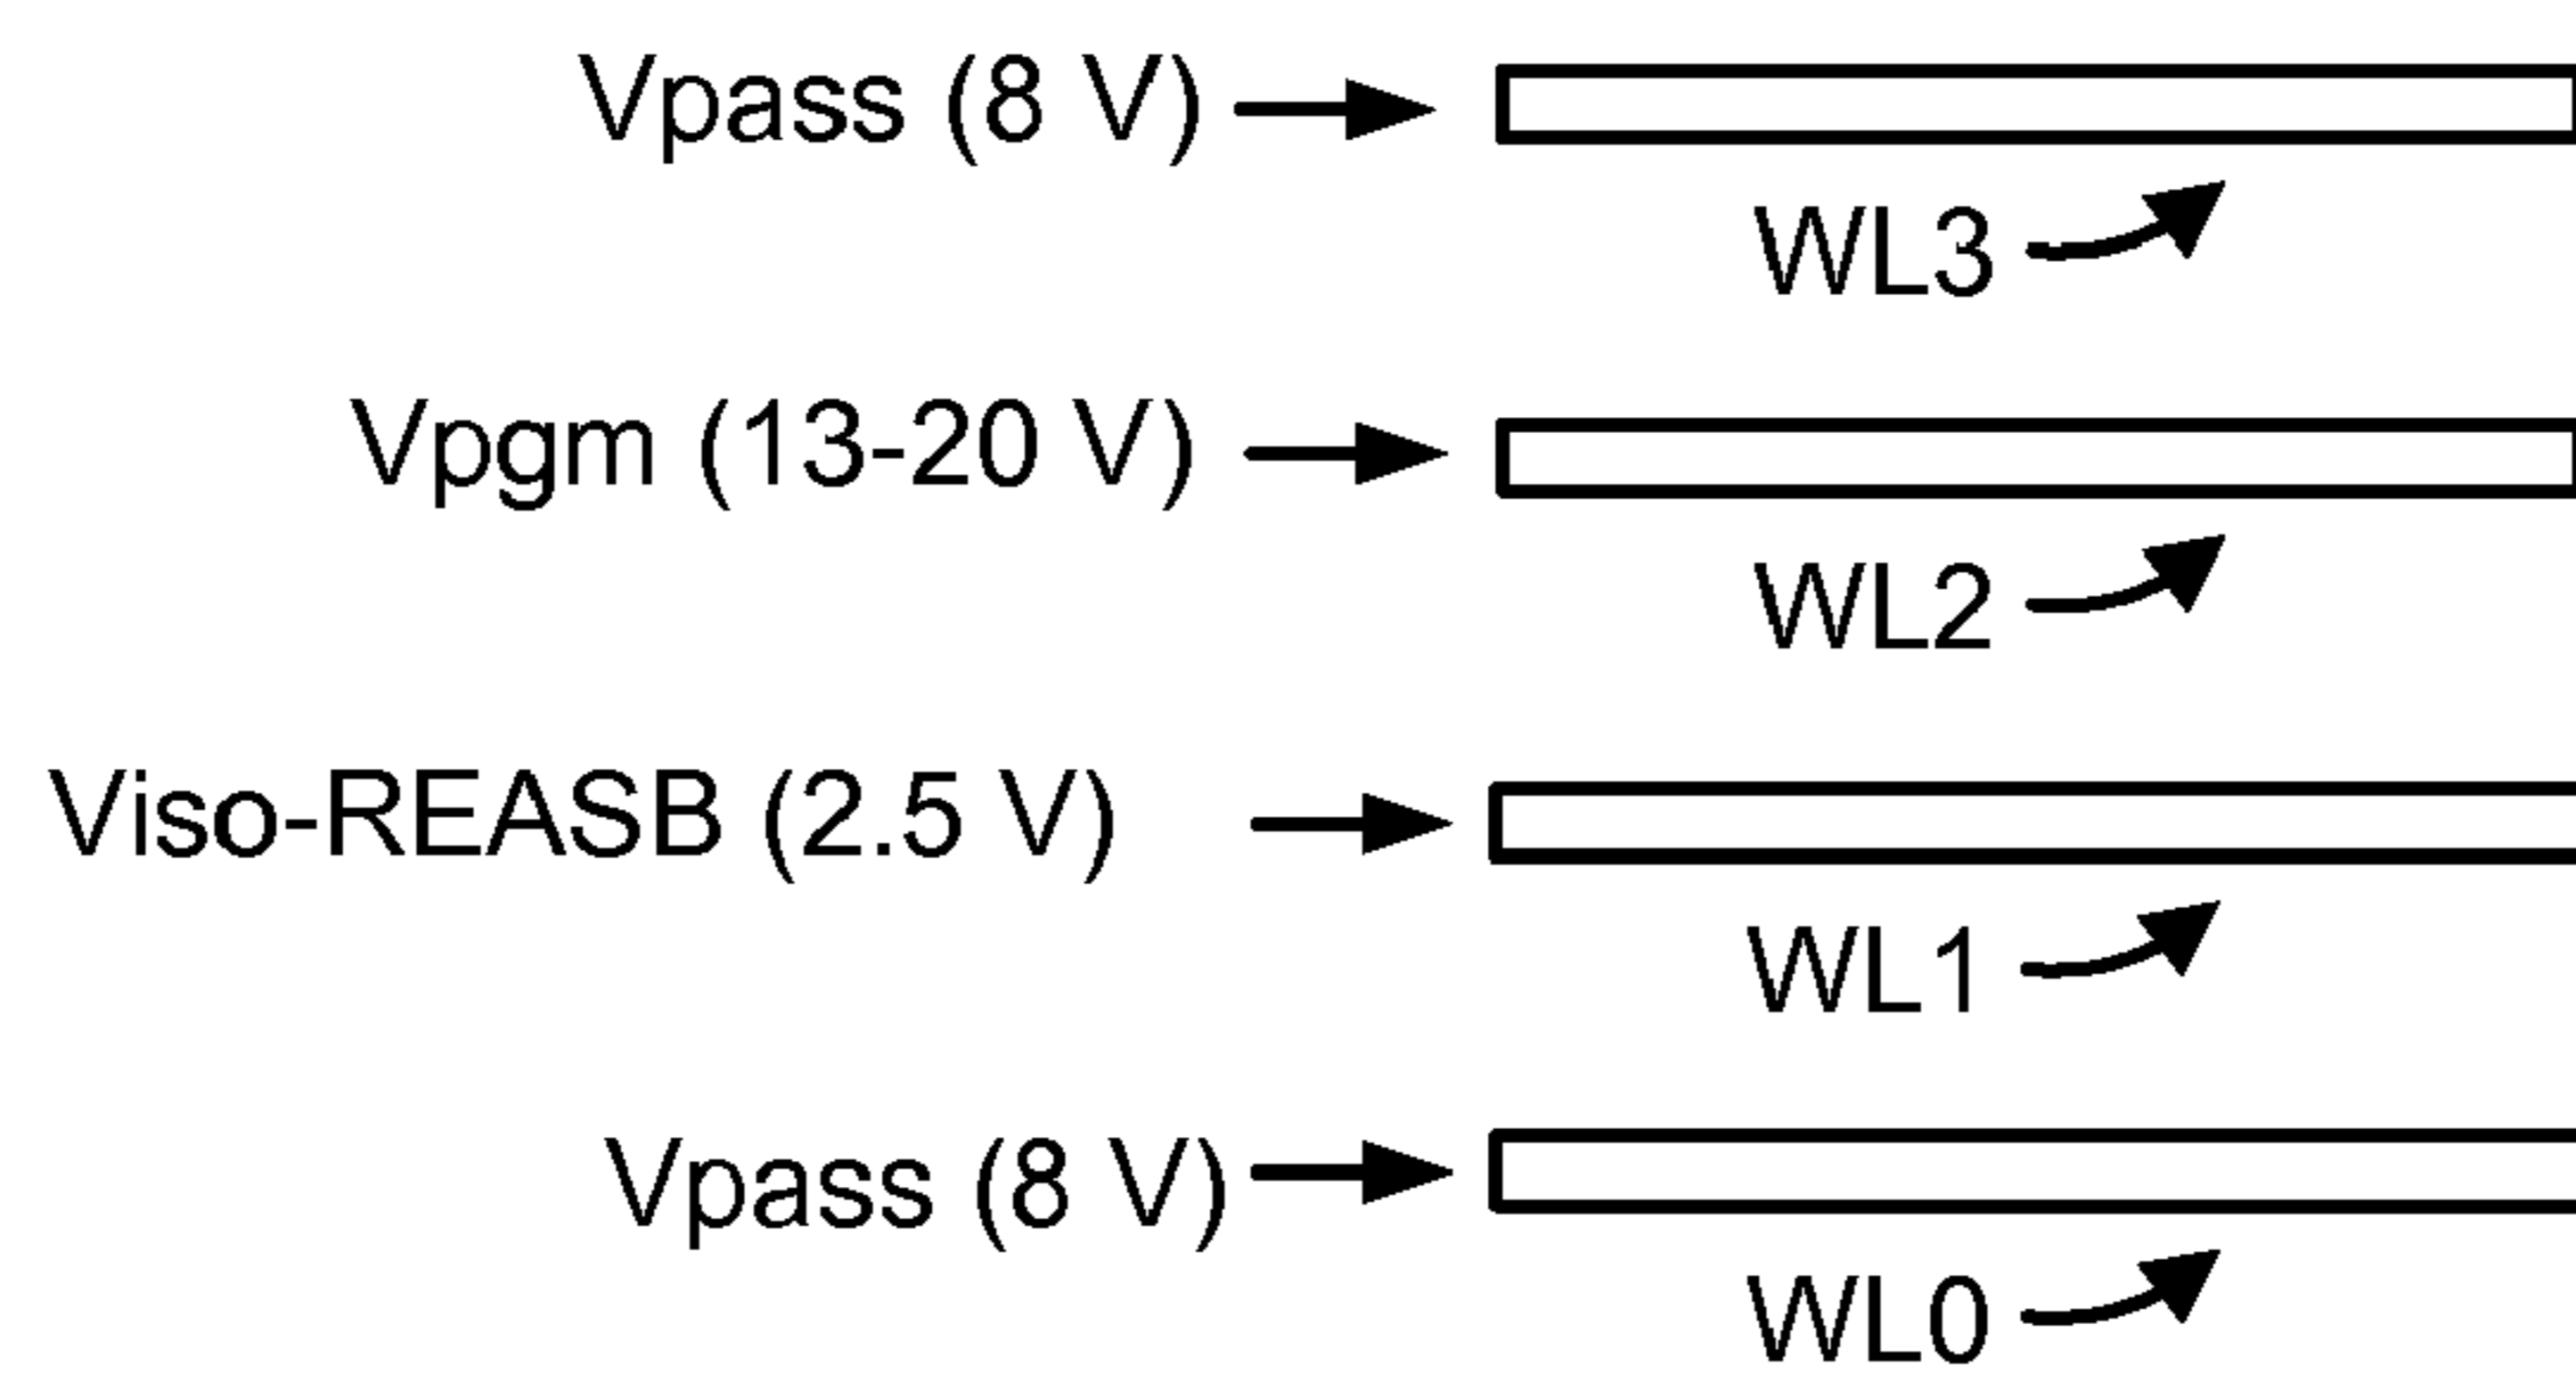 Vpass (8 V)
WL3
Vpgm (13-20 V)
WL2
Viso-REASB (2.5 V)
WL1
Vpass (8 V)
WL0